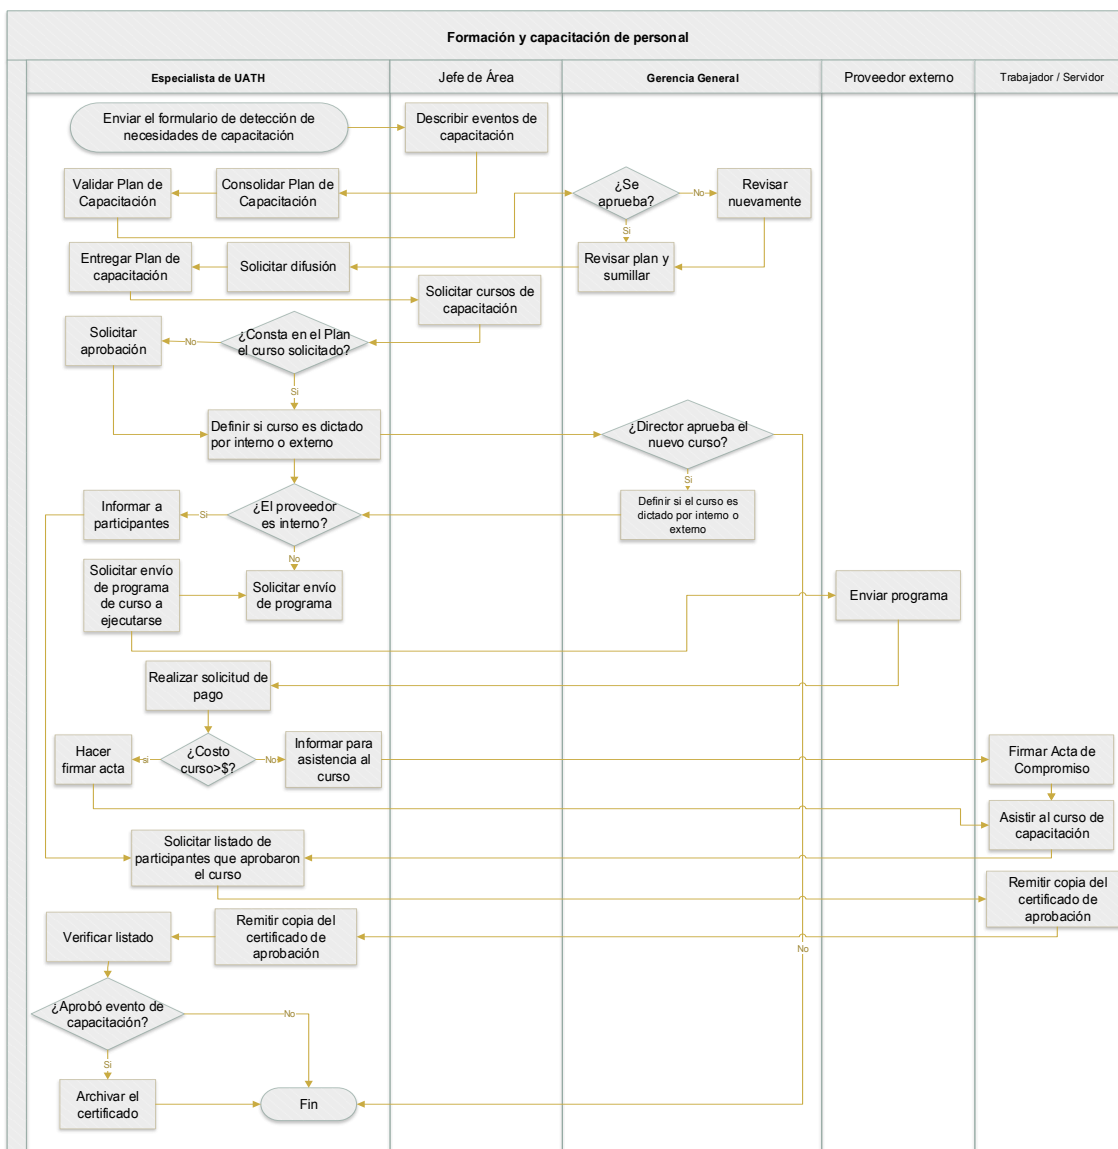 Formación y capacitación de personal
Especialista de UATH
Jefe de Área
Gerencia General
Proveedor externo
Trabajador / Servidor
Enviar el formulario de detección de
necesidades de capacitación
Describir eventos de
capacitación
Validar Plan de
Capacitación
Consolidar Plan de
Capacitación
¿Se
aprueba?
No
Revisar
nuevamente
Si
Entregar Plan de
capacitación
Solicitar difusión
Revisar plan y
sumillar
Solicitar cursos de
capacitación
Solicitar
aprobación
No
¿Consta en el Plan
el curso solicitado?
Si
Definir si curso es dictado
por interno o externo
¿Director aprueba el
nuevo curso?
Si
Informar a
participantes
Si
¿El proveedor
es interno?
Definir si el curso es
dictado por interno o
externo
No
Solicitar envío
de programa
de curso a
ejecutarse
Solicitar envío
de programa
Enviar programa
Realizar solicitud de
pago
Hacer
firmar acta
si
¿Costo
curso>$?
No
Informar para
asistencia al
curso
Firmar Acta de
Compromiso
Asistir al curso de
capacitación
Solicitar listado de
participantes que aprobaron
el curso
Remitir copia del
certificado de
aprobación
Verificar listado
Remitir copia del
certificado de
aprobación
No
¿Aprobó evento de
capacitación?
No
Si
Archivar el
certificado
Fin